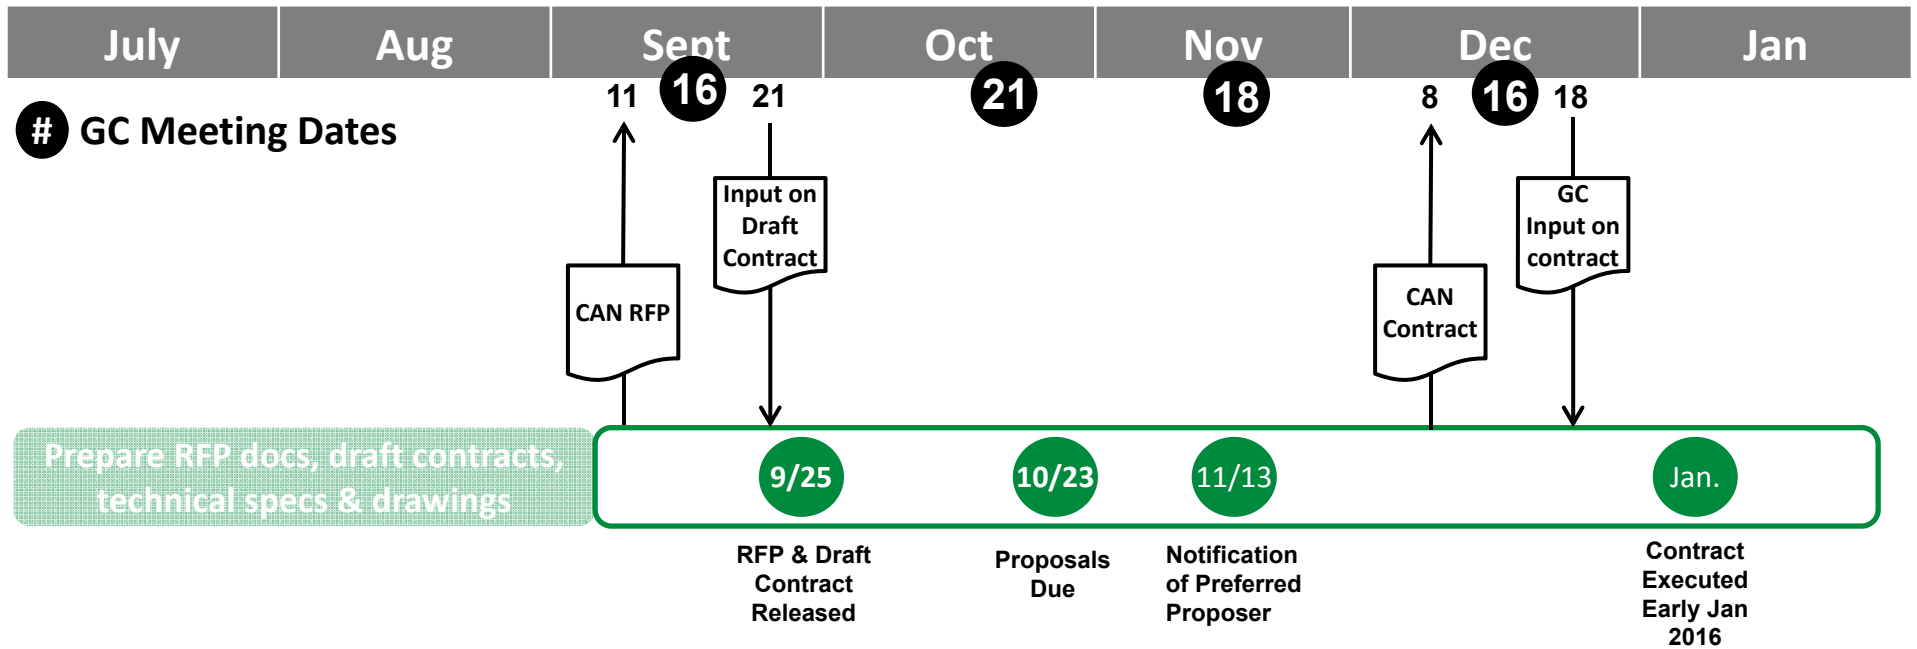 July Aug Sept Oct Nov Dec Jan
11 16 21 21 18 8 16 18
# GC Meeting Dates
Input on
Draft
Contract
GC
Input on
contract
CAN RFP
CAN
Contract
Prepare RFP docs, draft contracts,
technical specs & drawings
9/25 10/23 11/13 Jan.
RFP & Draft
Contract
Released
Proposals
Due
Notification
of Preferred
Proposer
Contract
Executed
Early Jan
2016